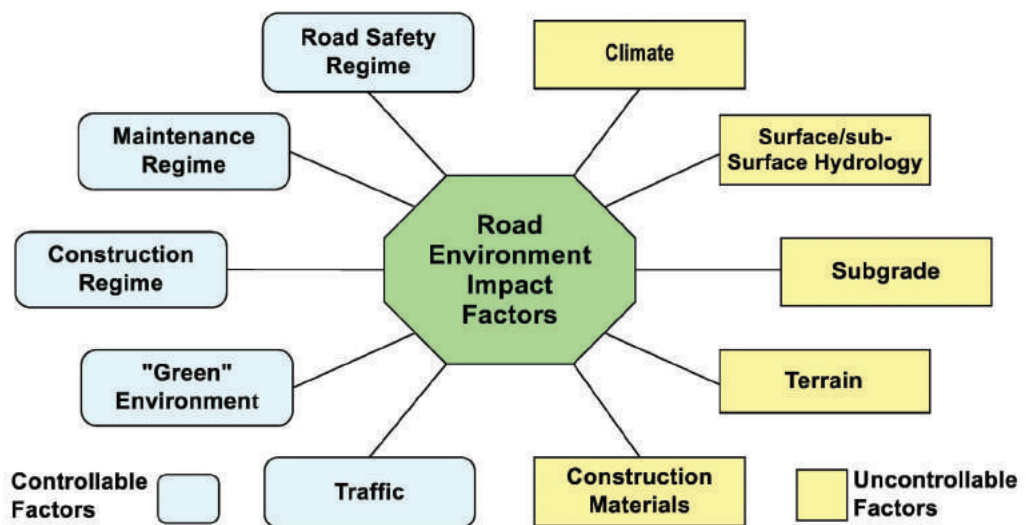 Road Safety
Regime
Climate
Maintenance
Regime
Surface/sub-
Surface Hydrology
Road
Environment
Impact
Factors
Construction
Regime
Subgrade
"Green"
Environment
Terrain
Controllable
Factors
Traffic
Construction
Materials
Uncontrollable
Factors